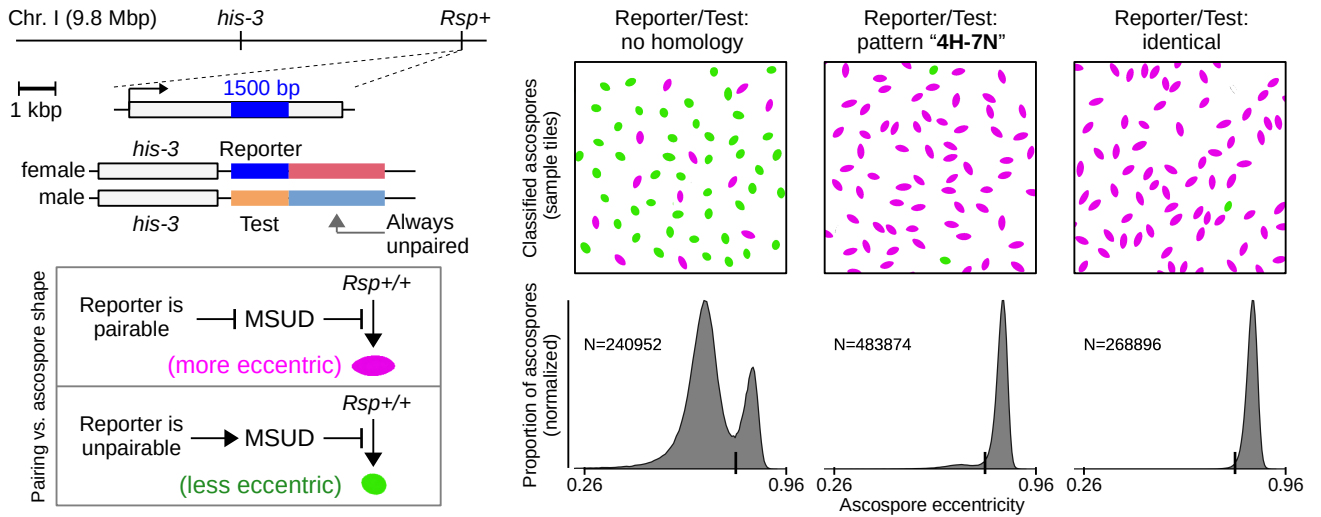 Chr. I (9.8 Mbp)
his-3
Rsp+
1 kbp
1500 bp
his-3
Reporter
female
male
his-3
Test
Always
unpaired
Pairing vs. ascospore shape
Reporter is
pairable
MSUD
Rsp+/+
(more eccentric)
Reporter is
unpairable
MSUD
Rsp+/+
(less eccentric)
Reporter/Test:
no homology
Reporter/Test:
pattern “4H-7N”
Reporter/Test:
identical
Classified ascospores
(sample tiles)
Proportion of ascospores
(normalized)
N=240952
N=483874
N=268896
0.26
0.96
0.26
0.96
0.26
0.96
Ascospore eccentricity